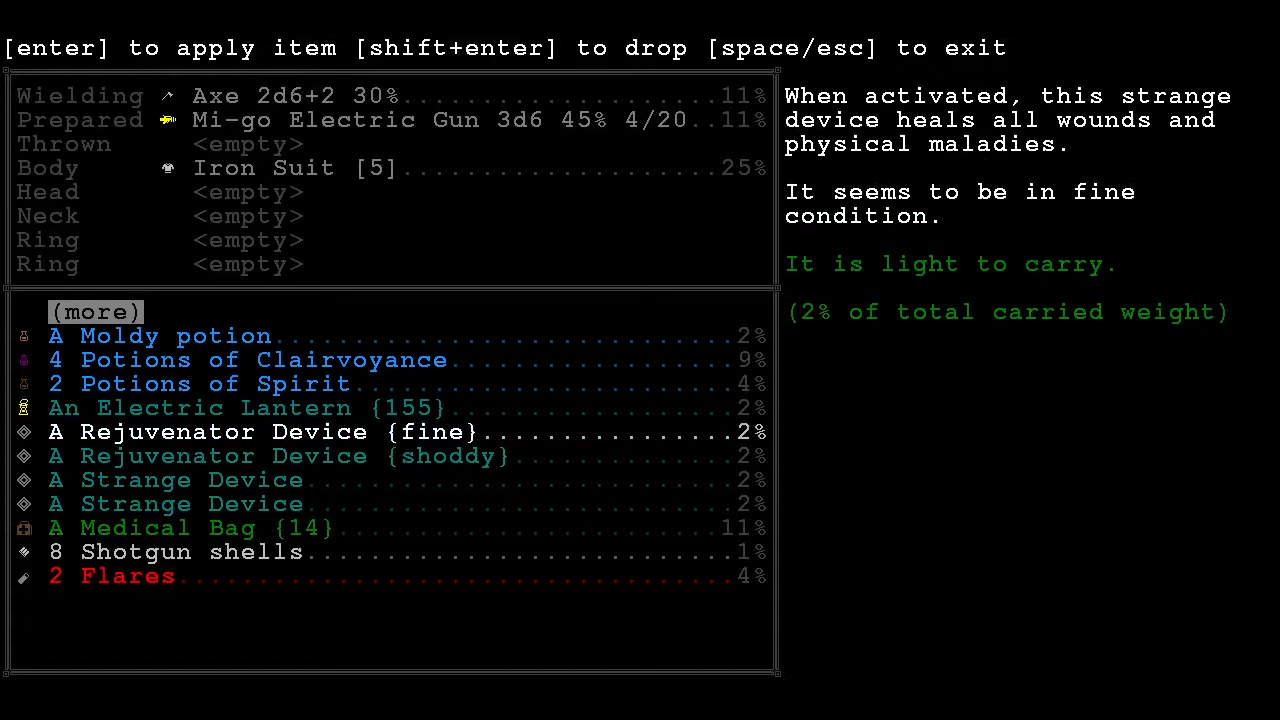 [enter] to apply item [shift+enter] to drop [space/esc] to exit
Wielding Axe 2d6+2 30%..................... 11%
Prepared Mi-go Electric Gun 3d6 45% 4/20..11%
Thrown <empty>
Body Iron Suit [5]....................25%
Head <empty>
Neck <empty>
Ring <empty>
Ring <empty>
(more)
A Moldy potion.............................2%
4 Potions of Clairvoyance..................9%
2 Potions of Spirit........................4%
An Electric Lantern {155}..................2%
A Rejuvenator Device {fine}................2%
A Rejuvenator Device {shoddy}..............2%
A Strange Device...........................2%
A Strange Device...........................2%
A Medical Bag {14}........................11%
8 Shotgun shells...........................1%
2 Flares...................................4%
When activated, this strange
device heals all wounds and
physical maladies.
It seems to be in fine
condition.
It is light to carry.
(2% of total carried weight)